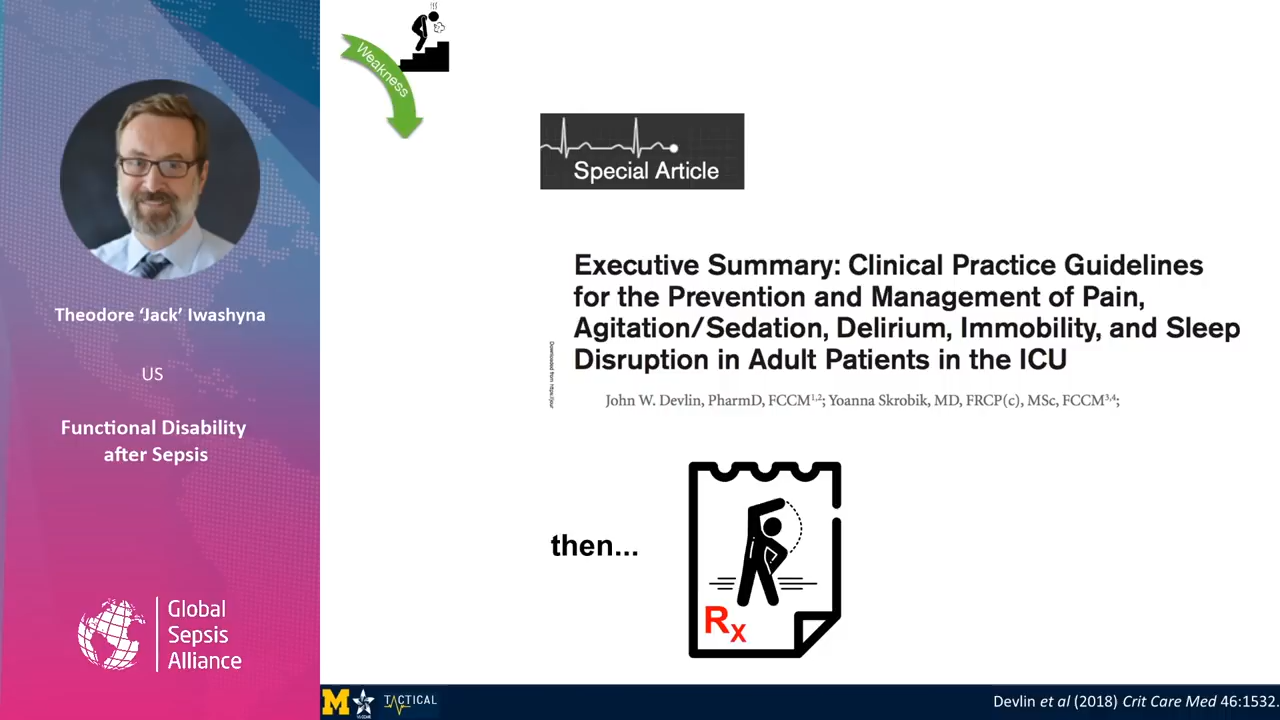 Weakness
Special Article
Executive Summary: Clinical Practice Guidelines
for the Prevention and Management of Pain,
Agitation/Sedation, Delirium, Immobility, and Sleep
Disruption in Adult Patients in the ICU
John W. Devlin, PharmD, FCCM1,2; Yoanna Skrobik, MD, FRCP(c), MSc, FCCM3,4;
then...
Rx
Theodore ‘Jack’ Iwashyna
US
Functional Disability
after Sepsis
Global
Sepsis
Alliance
M
TACTICAL
Devlin et al (2018) Crit Care Med 46:1532.